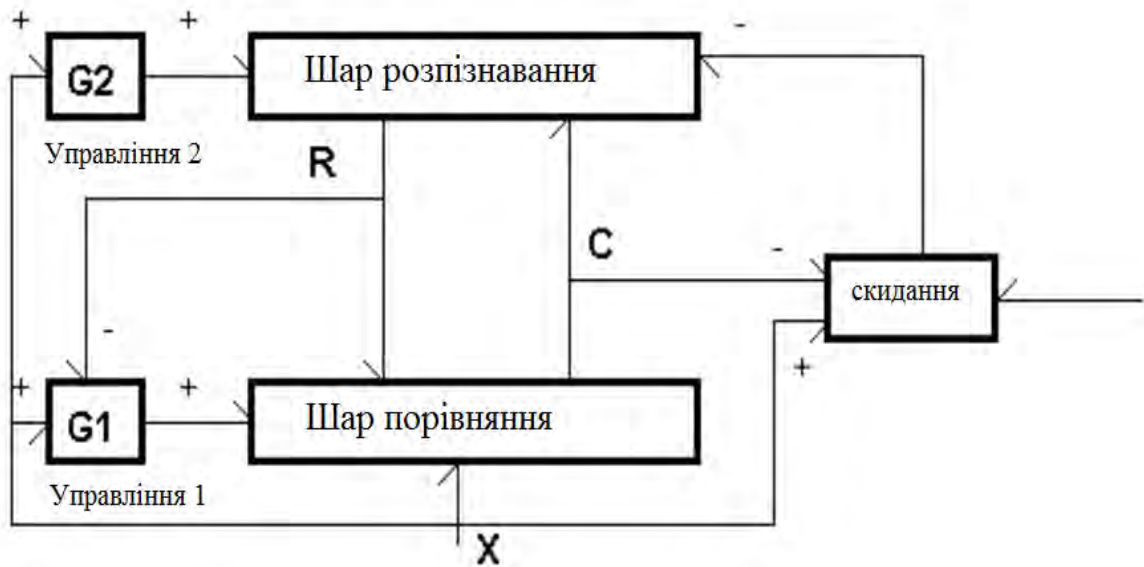 + +
-
G2
Шар розпізнавання
Управління 2
R
C
-
скидання
-
+
+ +
G1
Шар порівняння
Управління 1
X